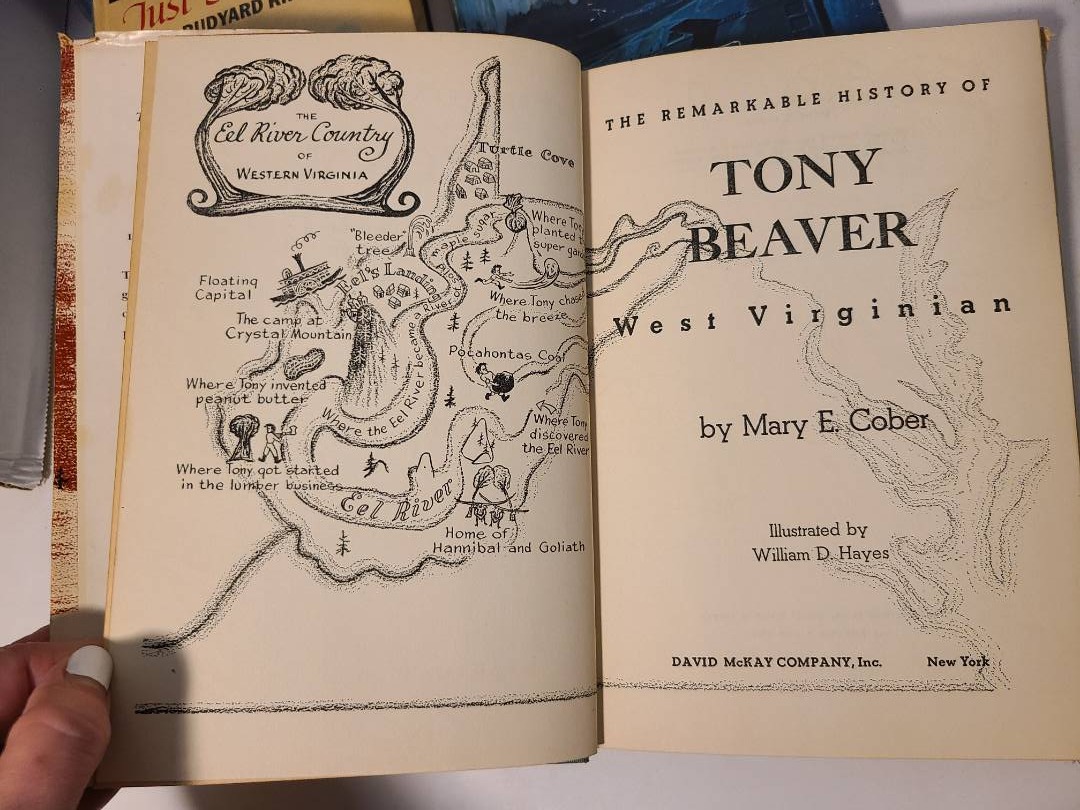 Just
RUDYARD
THE
Eel River Country
OF
WESTERN VIRGINIA
Turtle Cove
"Bleeder"
tree
maple sugar
Where Tony
planted
super
Floating
Capital
Eel's Landing
Where Tony chased
the breeze
The camp at
Crystal Mountain
Pocahontas Coal
Where the Eel River became a River of
Where Tony invented
peanut butter
Where Tony
discovered
the Eel River
Where Tony got started
in the lumber business
Eel River
Home of
Hannibal and Goliath
THE REMARKABLE HISTORY OF
TONY
BEAVER
West Virginian
by Mary E. Cober
Illustrated by
William D. Hayes
DAVID McKAY COMPANY, Inc. New York